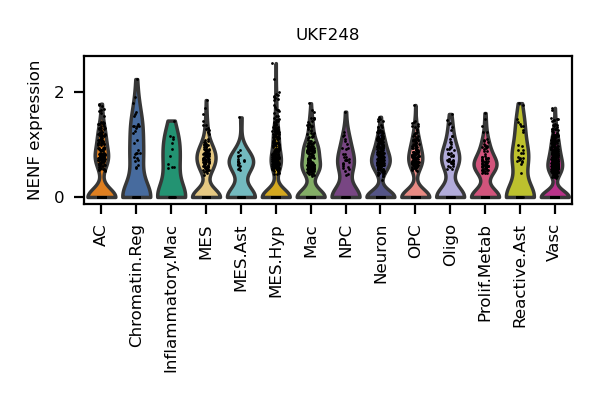 UKF248
NENF expression
2
0
AC
Chromatin.Reg
Inflammatory.Mac
MES
MES.Ast
MES.Hyp
Mac
NPC
Neuron
OPC
Oligo
Prolif.Metab
Reactive.Ast
Vasc